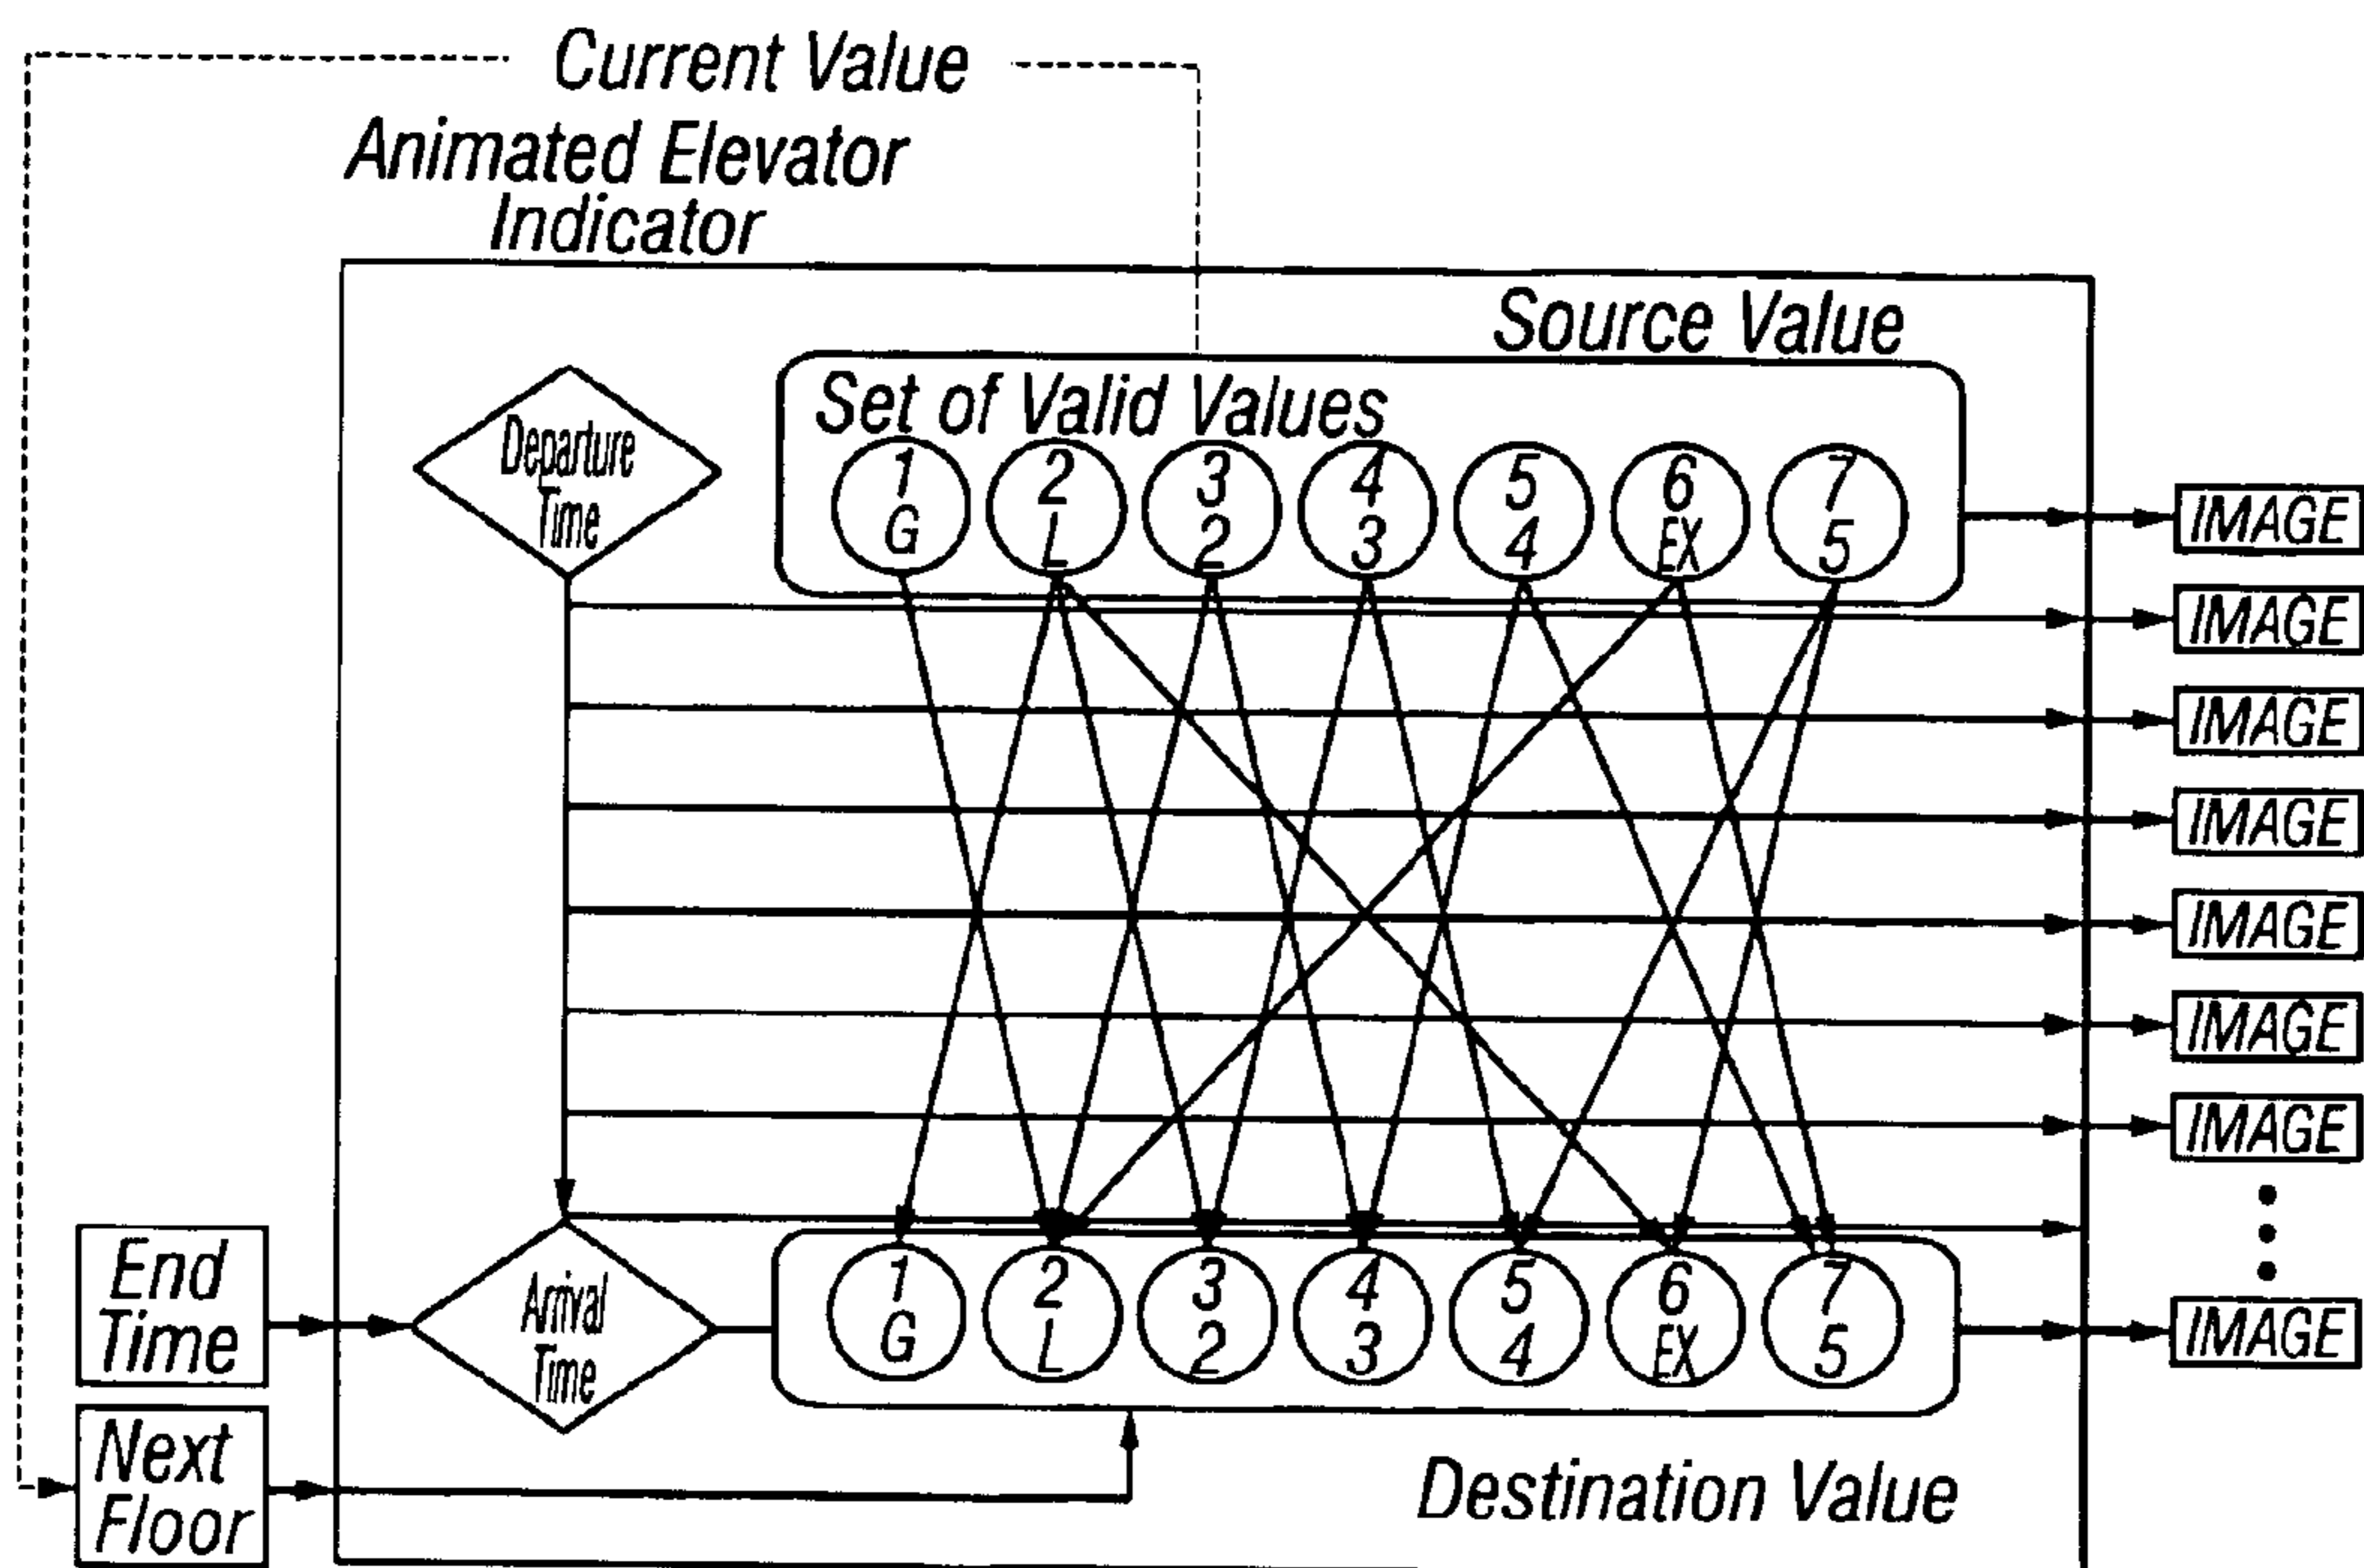 Current Value
Animated Elevator
Indicator
Source Value
Set of Valid Values
Departure
Time
1 2 3 4 5 6 7
G L 2 3 4 EX 5
IMAGE
IMAGE
IMAGE
IMAGE
IMAGE
IMAGE
IMAGE
End
Time
Arrival
Time
1 2 3 4 5 6 7
G L 2 3 4 EX 5
IMAGE
Next
Floor
Destination Value